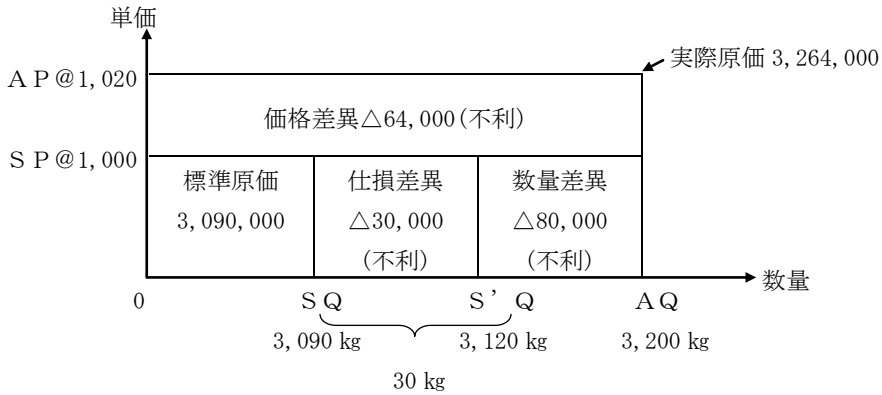 単価
実際原価 3,264,000
ＡＰ@1,020
価格差異△64,000(不利)
ＳＰ@1,000
標準原価
3,090,000
仕損差異
△30,000
(不利)
数量差異
△80,000
(不利)
数量
0
ＳＱ
Ｓ’Ｑ
ＡＱ
3,090 kg
3,120 kg
3,200 kg
30 kg